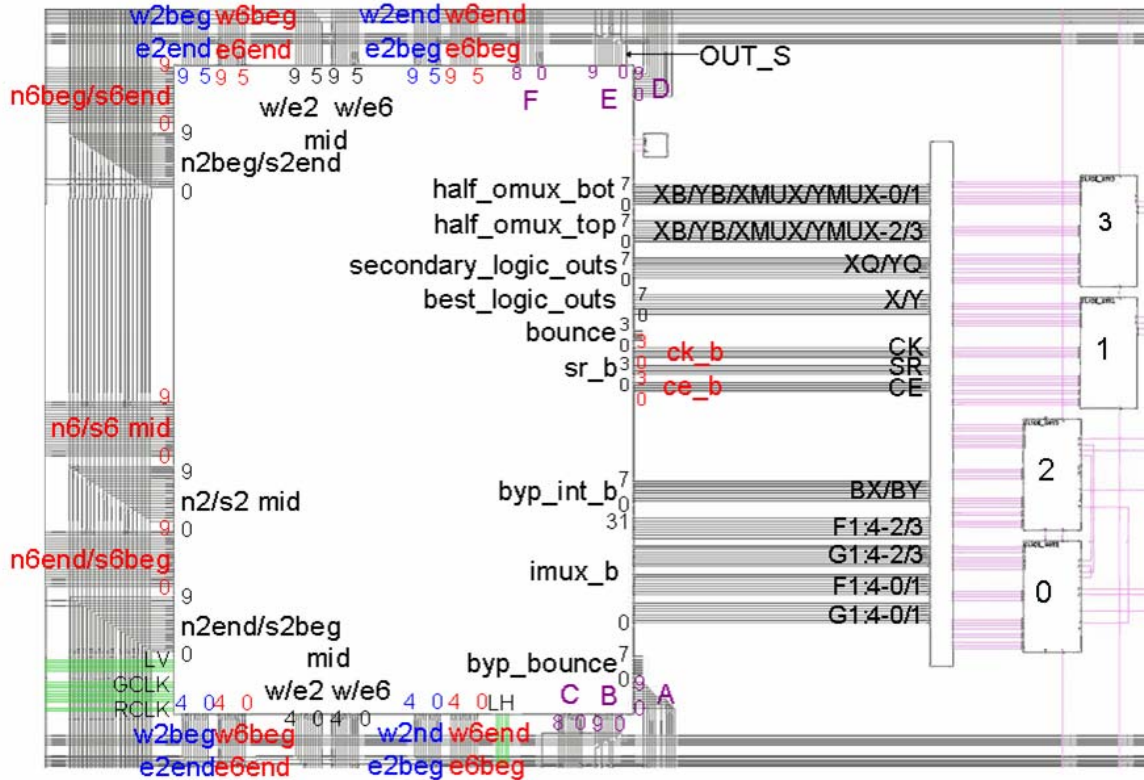 w2beg w6beg w2end w6end
e2end e6end e2beg e6beg
OUT_S
9 5 9 5 9 5 9 5 9 5 9 5 8 0 9 0 9
0
9
n6beg/s6end
0
w/e2 w/e6
mid
F E D
9
n2beg/s2end
0
half_omux_bot 7 0 XB/YB/XMUX/YMUX-0/1
half_omux_top 7 0 XB/YB/XMUX/YMUX-2/3
3
secondary_logic_outs 7 0 XQ/YQ
best_logic_outs 7 0 X/Y
bounce 3 0
1
3 0 ck_b CK
sr_b 3 0 SR
3 0 ce_b CE
9
n6/s6 mid
0
9
n2/s2 mid
0
2
byp_int_b 7 0 BX/BY
31
F1:4-2/3
G1:4-2/3
imux_b
F1:4-0/1
0
G1:4-0/1
0
9
n6end/s6beg
0
9
n2end/s2beg
0
mid
byp_bounce 7 0
LV
GCLK
RCLK
w/e2 w/e6
C B A
9 0
4 0 4 0 4 0 4 0 4 0 4 0 LH 8 0 9 0
w2beg w6beg w2nd w6end
e2end e6end e2beg e6beg